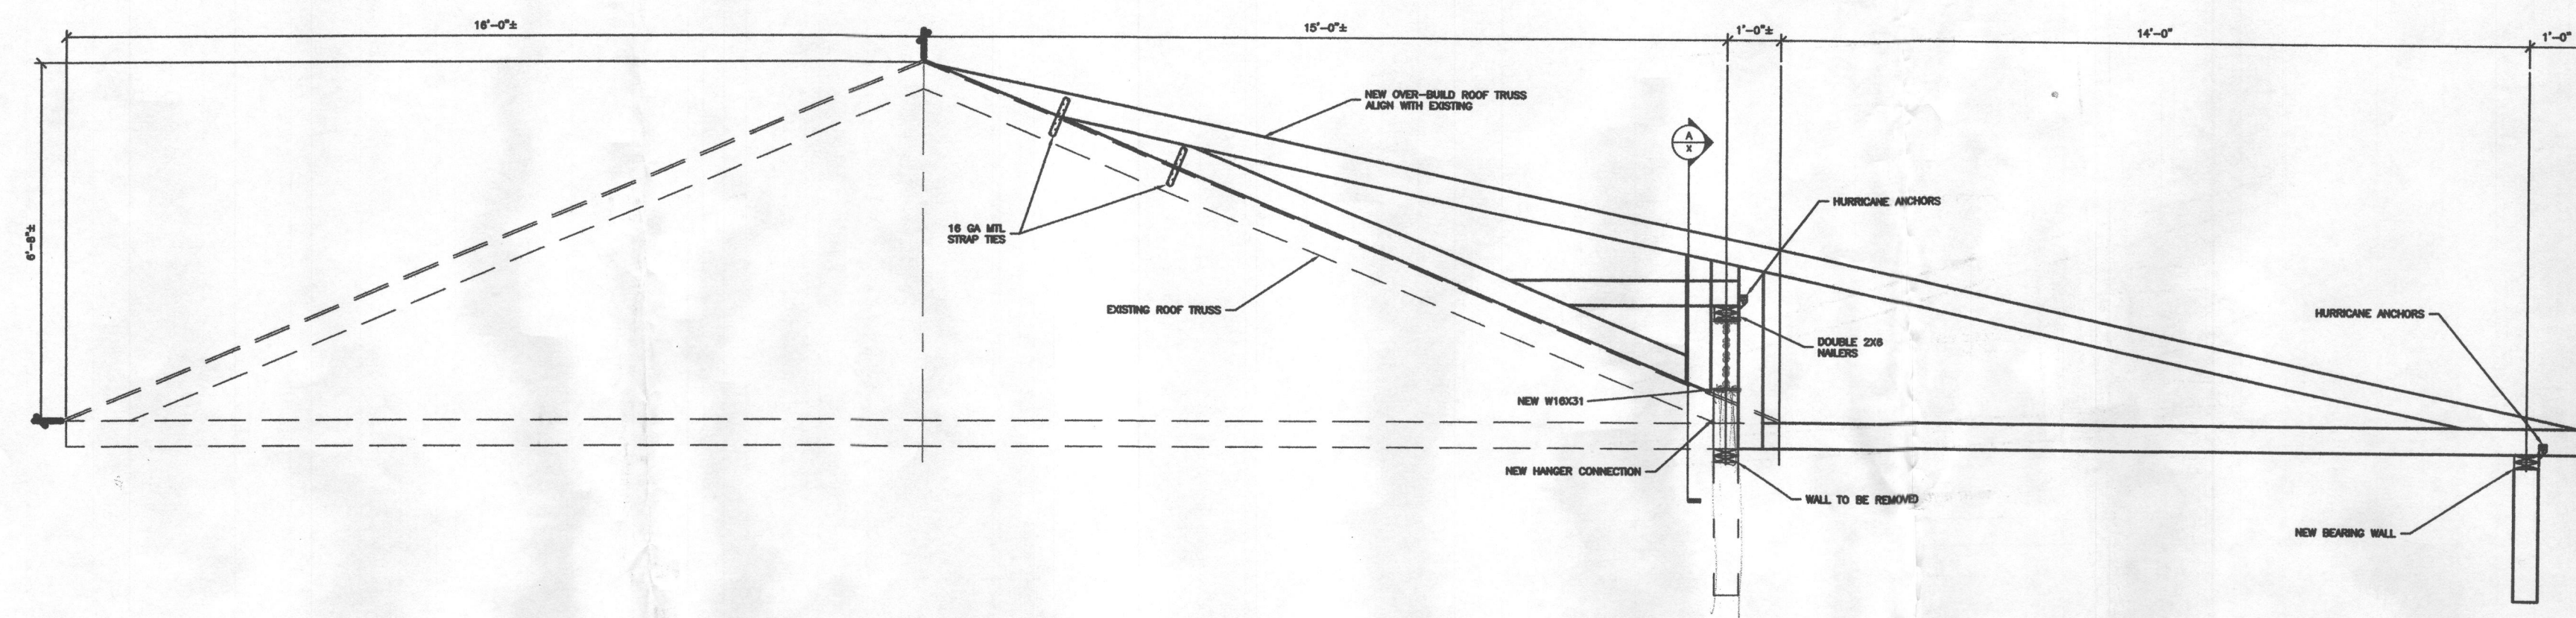 16'-0"±
15'-0"±
1'-0"±
14'-0"
1'-0"
6'-8"±
NEW OVER-BUILD ROOF TRUSS
ALIGN WITH EXISTING
A
X
HURRICANE ANCHORS
16 GA MTL
STRAP TIES
EXISTING ROOF TRUSS
HURRICANE ANCHORS
DOUBLE 2X6
NAILERS
NEW W16X31
NEW HANGER CONNECTION
WALL TO BE REMOVED
NEW BEARING WALL